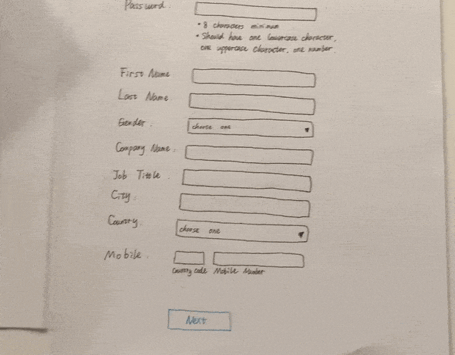 Password.
• 8 characters minimum
• Should have one lowercase character,
one uppercase character, one number.
First Name
Last Name
Gender.
choose one
Company Name.
Job Tittle.
City.
Country.
choose one
Mobile.
Country code Mobile Number
NEXT